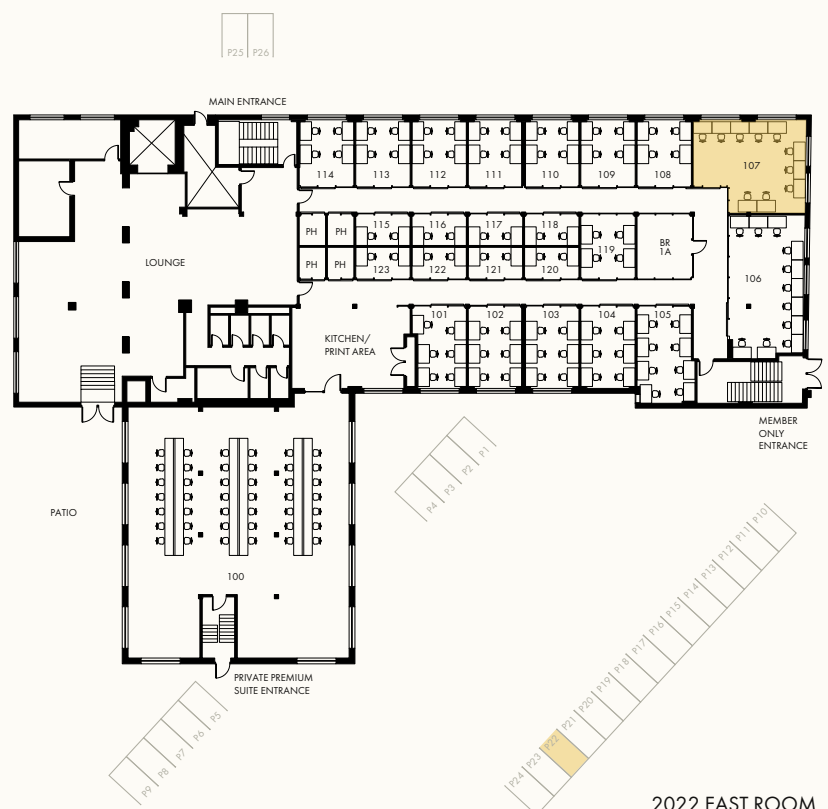 P25 P26
MAIN ENTRANCE
114 113 112 111 110 109 108 107
PH PH 115 116 117 118
119 BR
1A
PH PH 123 122 121 120
LOUNGE
106
101 102 103 104 105
KITCHEN/
PRINT AREA
MEMBER
ONLY
ENTRANCE
P4 P3 P2 P1
PATIO
P10
P11
P12
P13
P14
P15
P16
P17
P18
P19
P20
P21
P22
P23
P24
100
PRIVATE PREMIUM
SUITE ENTRANCE
P9 P8 P7 P6 P5
2022 EAST ROOM